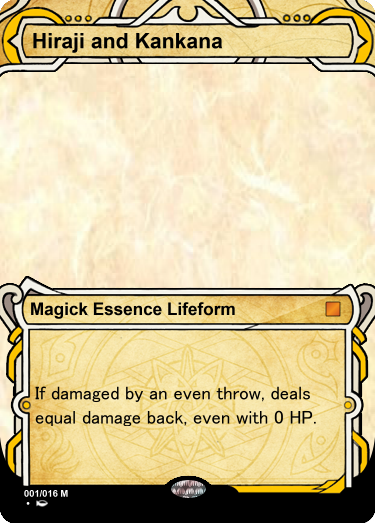 Hiraji and Kankana
Magick Essence Lifeform
If damaged by an even throw, deals
equal damage back, even with 0 HP.
001/016 M